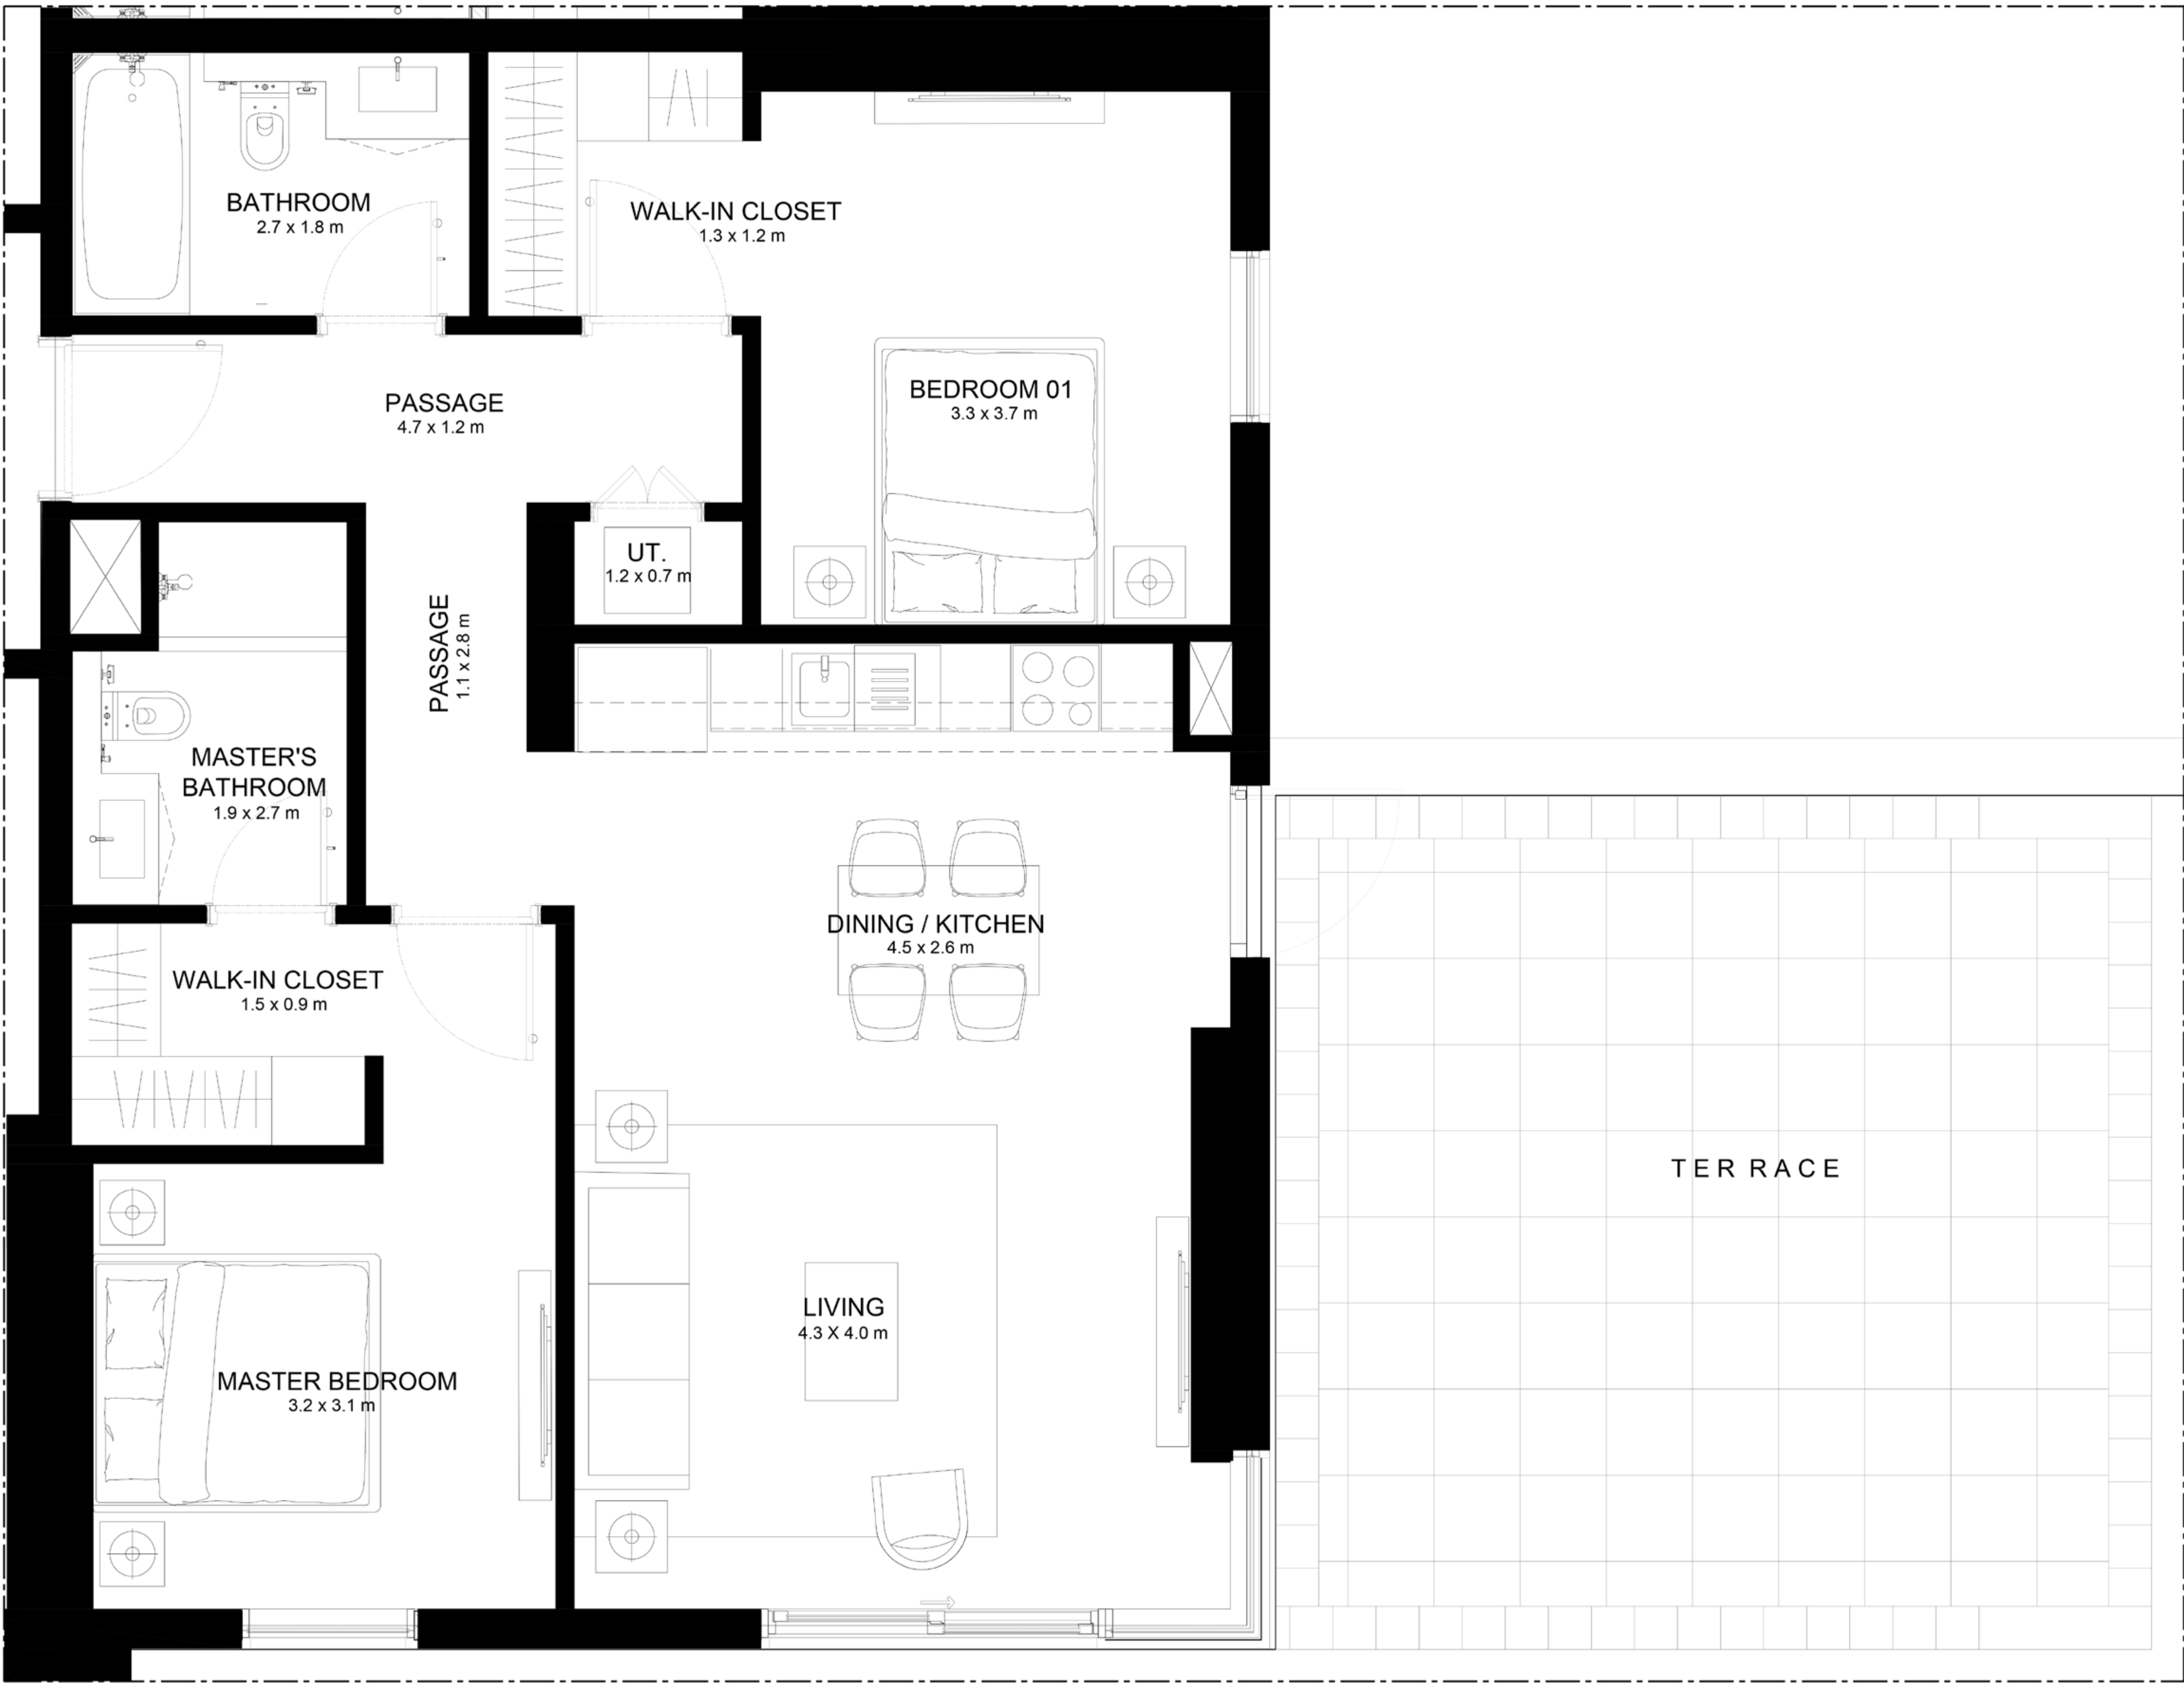 BATHROOM
2.7 x 1.8 m
WALK-IN CLOSET
1.3 x 1.2 m
PASSAGE
4.7 x 1.2 m
BEDROOM 01
3.3 x 3.7 m
UT.
1.2 x 0.7 m
PASSAGE
1.1 x 2.8 m
MASTER'S
BATHROOM
1.9 x 2.7 m
DINING / KITCHEN
4.5 x 2.6 m
WALK-IN CLOSET
1.5 x 0.9 m
TERRACE
LIVING
4.3 X 4.0 m
MASTER BEDROOM
3.2 x 3.1 m